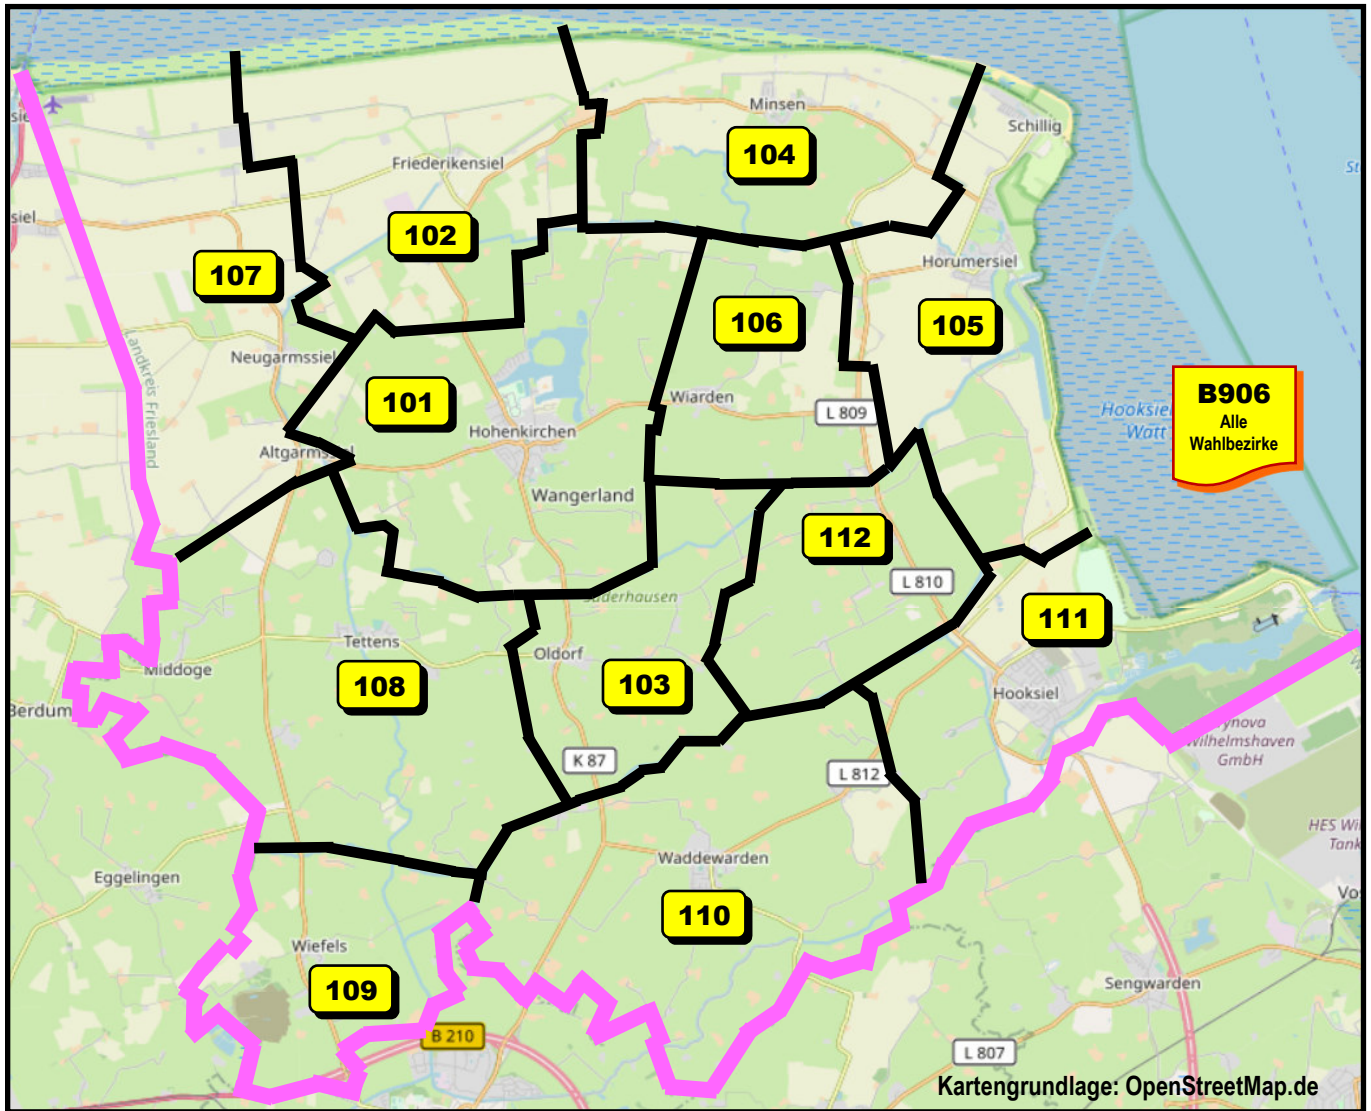 Minsen
Schillig
104
Friederikensiel
102
107
Horumersiel
106
105
Landkreis Friesland
Neugarmssiel
101
Wiarden
L 809
B906
Alle
Wahlbezirke
Hohenkirchen
Altgarmssiel
Wangerland
112
L 810
111
Tettens
Oldorf
Middoge
108
103
Hooksiel
Berdum
K 87
L 812
Wilhelmshaven
GmbH
Waddewarden
Eggelingen
110
Wiefels
109
Sengwarden
B 210
L 807
Kartengrundlage: OpenStreetMap.de